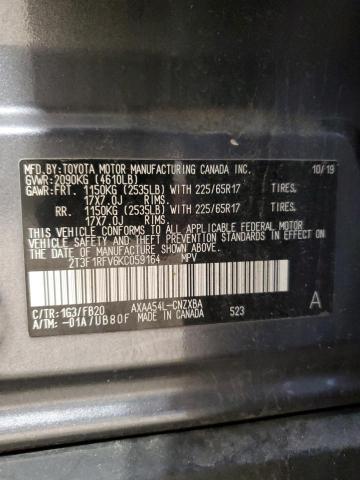 MFD.BY:TOYOTA MOTOR MANUFACTURING CANADA INC. 10/19
GVWR:2090KG (4610LB)
GAWR:FRT. 1150KG (2535LB) WITH 225/65R17 TIRES,
17X7.0J RIMS.
RR. 1150KG (2535LB) WITH 225/65R17 TIRES,
17X7.0J RIMS.
THIS VEHICLE CONFORMS TO ALL APPLICABLE FEDERAL MOTOR
VEHICLE SAFETY STANDARDS IN EFFECT ON THE DATE OF
MANUFACTURE SHOWN ABOVE.
2T3F1RFV6KC059164 MPV
C/TR:1G3/FB20 AXAA54L-CNZXBA A
A/TM:-01A/UB80F MADE IN CANADA 523